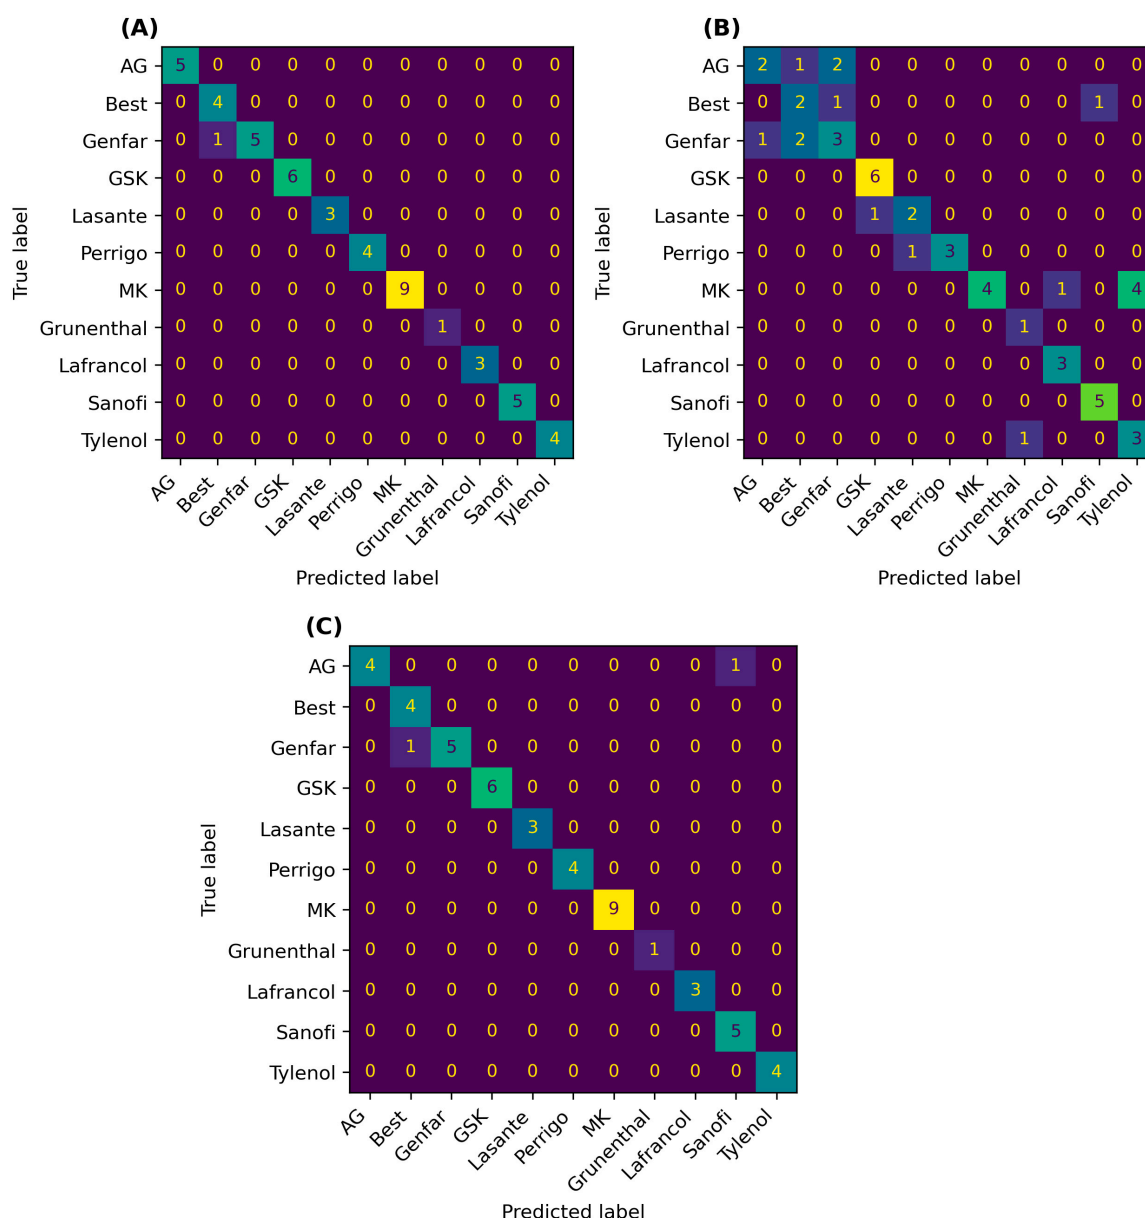 (A)
True label
AG 5 0 0 0 0 0 0 0 0 0 0
Best 0 4 0 0 0 0 0 0 0 0 0
Genfar 0 1 5 0 0 0 0 0 0 0 0
GSK 0 0 0 6 0 0 0 0 0 0 0
Lasante 0 0 0 0 3 0 0 0 0 0 0
Perrigo 0 0 0 0 0 4 0 0 0 0 0
MK 0 0 0 0 0 0 9 0 0 0 0
Grunenthal 0 0 0 0 0 0 0 1 0 0 0
Lafrancol 0 0 0 0 0 0 0 0 3 0 0
Sanofi 0 0 0 0 0 0 0 0 0 5 0
Tylenol 0 0 0 0 0 0 0 0 0 0 4
AG Best Genfar GSK Lasante Perrigo MK Grunenthal Lafrancol Sanofi Tylenol
Predicted label
(B)
True label
AG 2 1 2 0 0 0 0 0 0 0 0
Best 0 2 1 0 0 0 0 0 0 1 0
Genfar 1 2 3 0 0 0 0 0 0 0 0
GSK 0 0 0 6 0 0 0 0 0 0 0
Lasante 0 0 0 1 2 0 0 0 0 0 0
Perrigo 0 0 0 0 1 3 0 0 0 0 0
MK 0 0 0 0 0 0 4 0 1 0 4
Grunenthal 0 0 0 0 0 0 0 1 0 0 0
Lafrancol 0 0 0 0 0 0 0 0 3 0 0
Sanofi 0 0 0 0 0 0 0 0 0 5 0
Tylenol 0 0 0 0 0 0 0 1 0 0 3
AG Best Genfar GSK Lasante Perrigo MK Grunenthal Lafrancol Sanofi Tylenol
Predicted label
(C)
True label
AG 4 0 0 0 0 0 0 0 0 1 0
Best 0 4 0 0 0 0 0 0 0 0 0
Genfar 0 1 5 0 0 0 0 0 0 0 0
GSK 0 0 0 6 0 0 0 0 0 0 0
Lasante 0 0 0 0 3 0 0 0 0 0 0
Perrigo 0 0 0 0 0 4 0 0 0 0 0
MK 0 0 0 0 0 0 9 0 0 0 0
Grunenthal 0 0 0 0 0 0 0 1 0 0 0
Lafrancol 0 0 0 0 0 0 0 0 3 0 0
Sanofi 0 0 0 0 0 0 0 0 0 5 0
Tylenol 0 0 0 0 0 0 0 0 0 0 4
AG Best Genfar GSK Lasante Perrigo MK Grunenthal Lafrancol Sanofi Tylenol
Predicted label